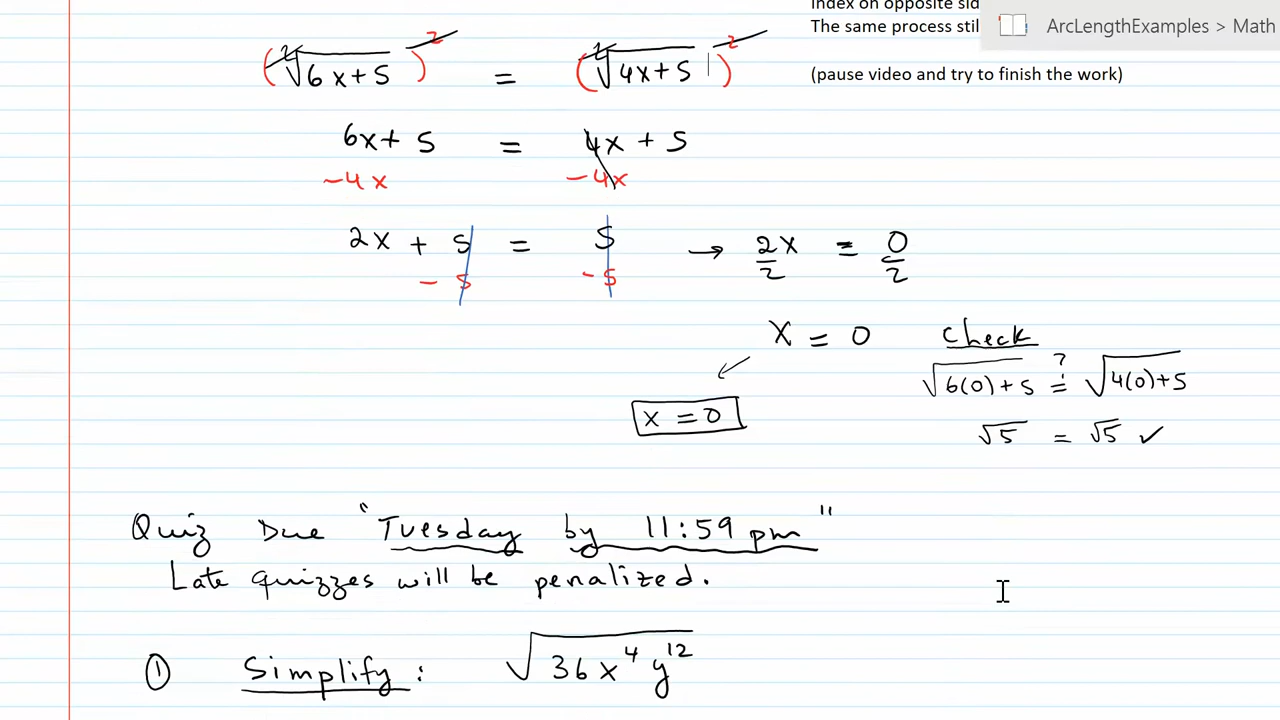 Index on opposite sid
The same process stil
ArcLengthExamples > Math
(pause video and try to finish the work)
(²√6x+5)² = (²√4x+5)²
6x+5 = 4x+5
-4x -4x
2x + 5 = 5 → 2x/2 = 0/2
-5 -5
x = 0 Check
√6(0)+5 ≟ √4(0)+5
x = 0
√5 = √5 ✓
Quiz Due "Tuesday by 11:59 pm"
Late quizzes will be penalized.
① Simplify: √36x⁴y¹²